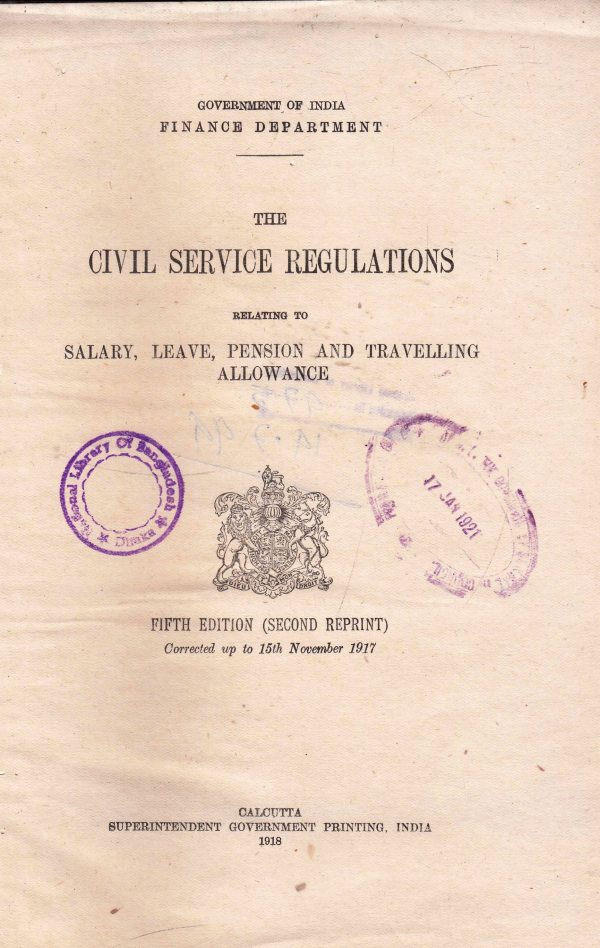 GOVERNMENT OF INDIA
FINANCE DEPARTMENT
THE
CIVIL SERVICE REGULATIONS
RELATING TO
SALARY, LEAVE, PENSION AND TRAVELLING
ALLOWANCE
National Library Of Bangladesh
Dhaka
17 JAN 1921
FIFTH EDITION (SECOND REPRINT)
Corrected up to 15th November 1917
CALCUTTA
SUPERINTENDENT GOVERNMENT PRINTING, INDIA
1918